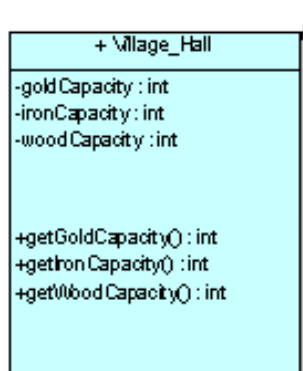 + Village_Hall
-goldCapacity : int
-ironCapacity : int
-woodCapacity : int
+getGoldCapacity() : int
+getIronCapacity() : int
+getWoodCapacity() : int